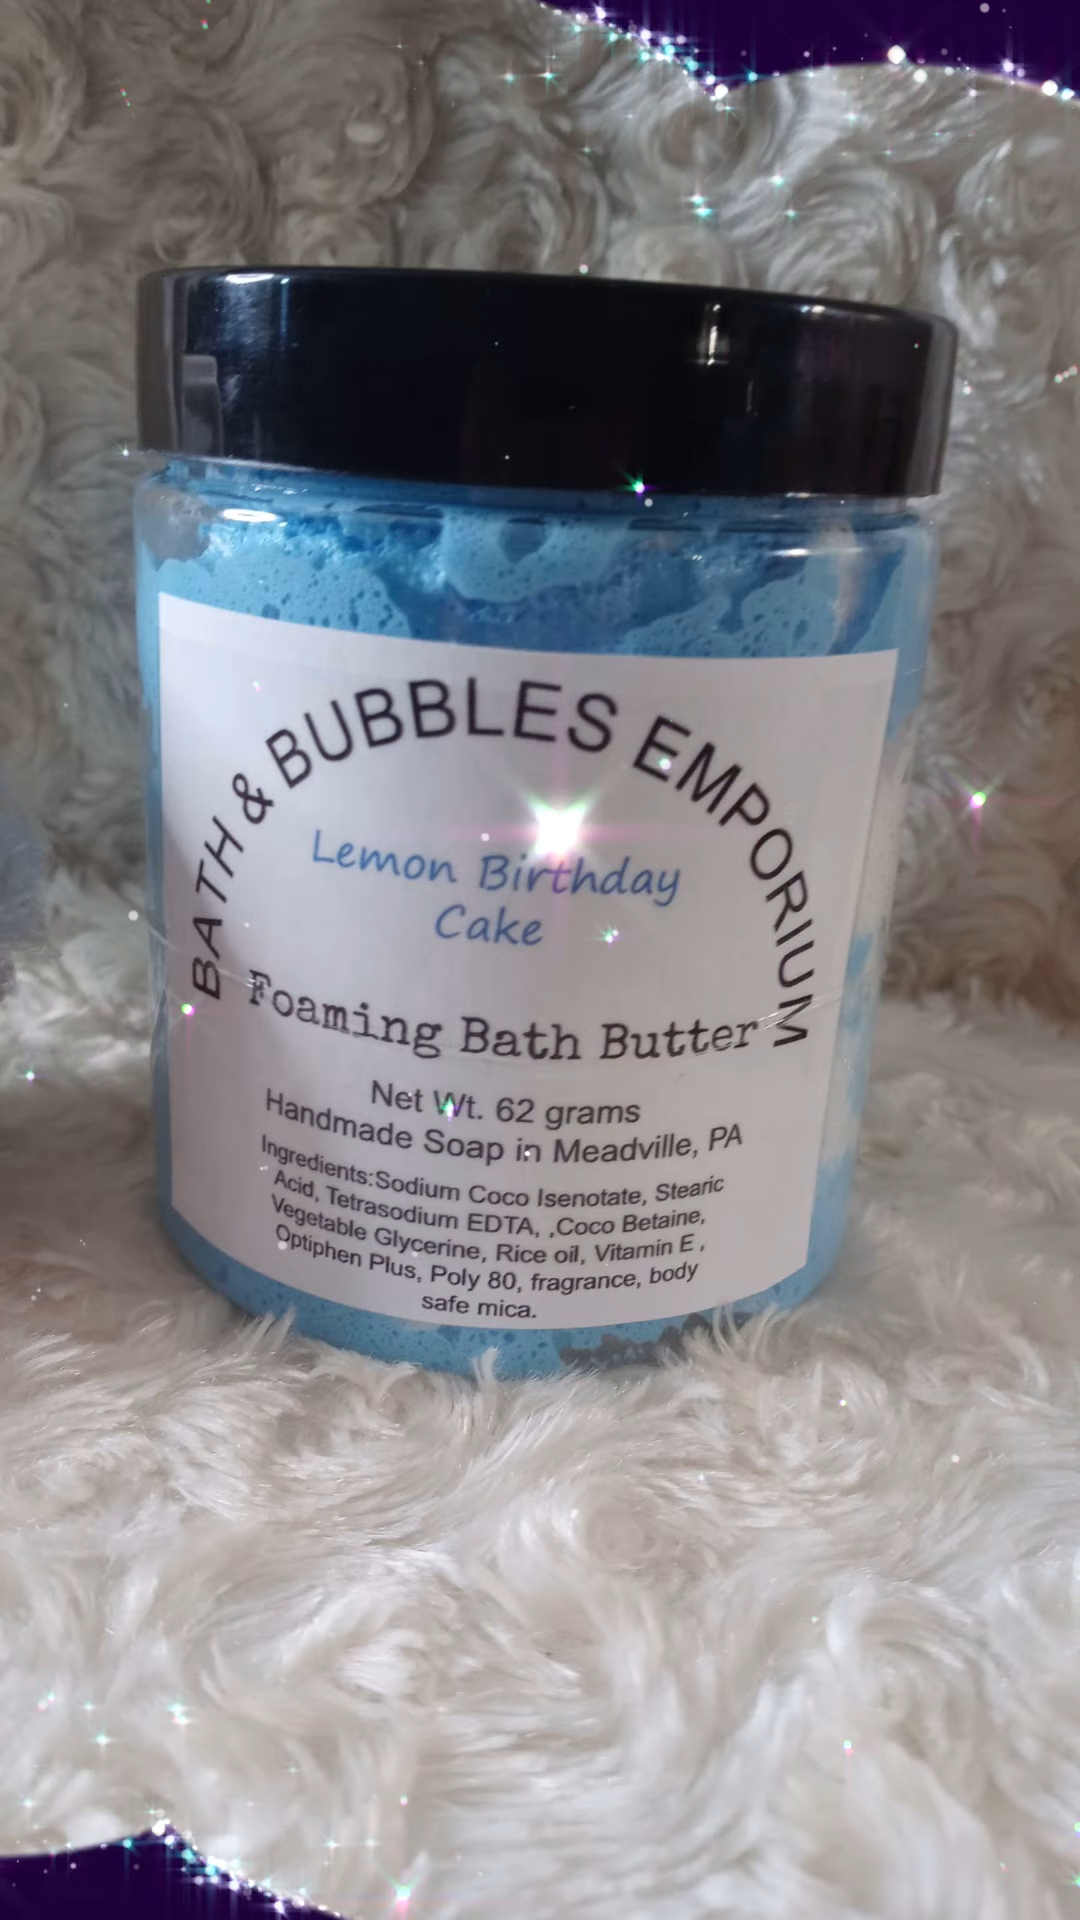 BATH & BUBBLES EMPORIUM
Lemon Birthday
Cake
Foaming Bath Butter
Net Wt. 62 grams
Handmade Soap in Meadville, PA
Ingredients:Sodium Coco Isenotate, Stearic
Acid, Tetrasodium EDTA, ,Coco Betaine,
Vegetable Glycerine, Rice oil, Vitamin E ,
Optiphen Plus, Poly 80, fragrance, body
safe mica.